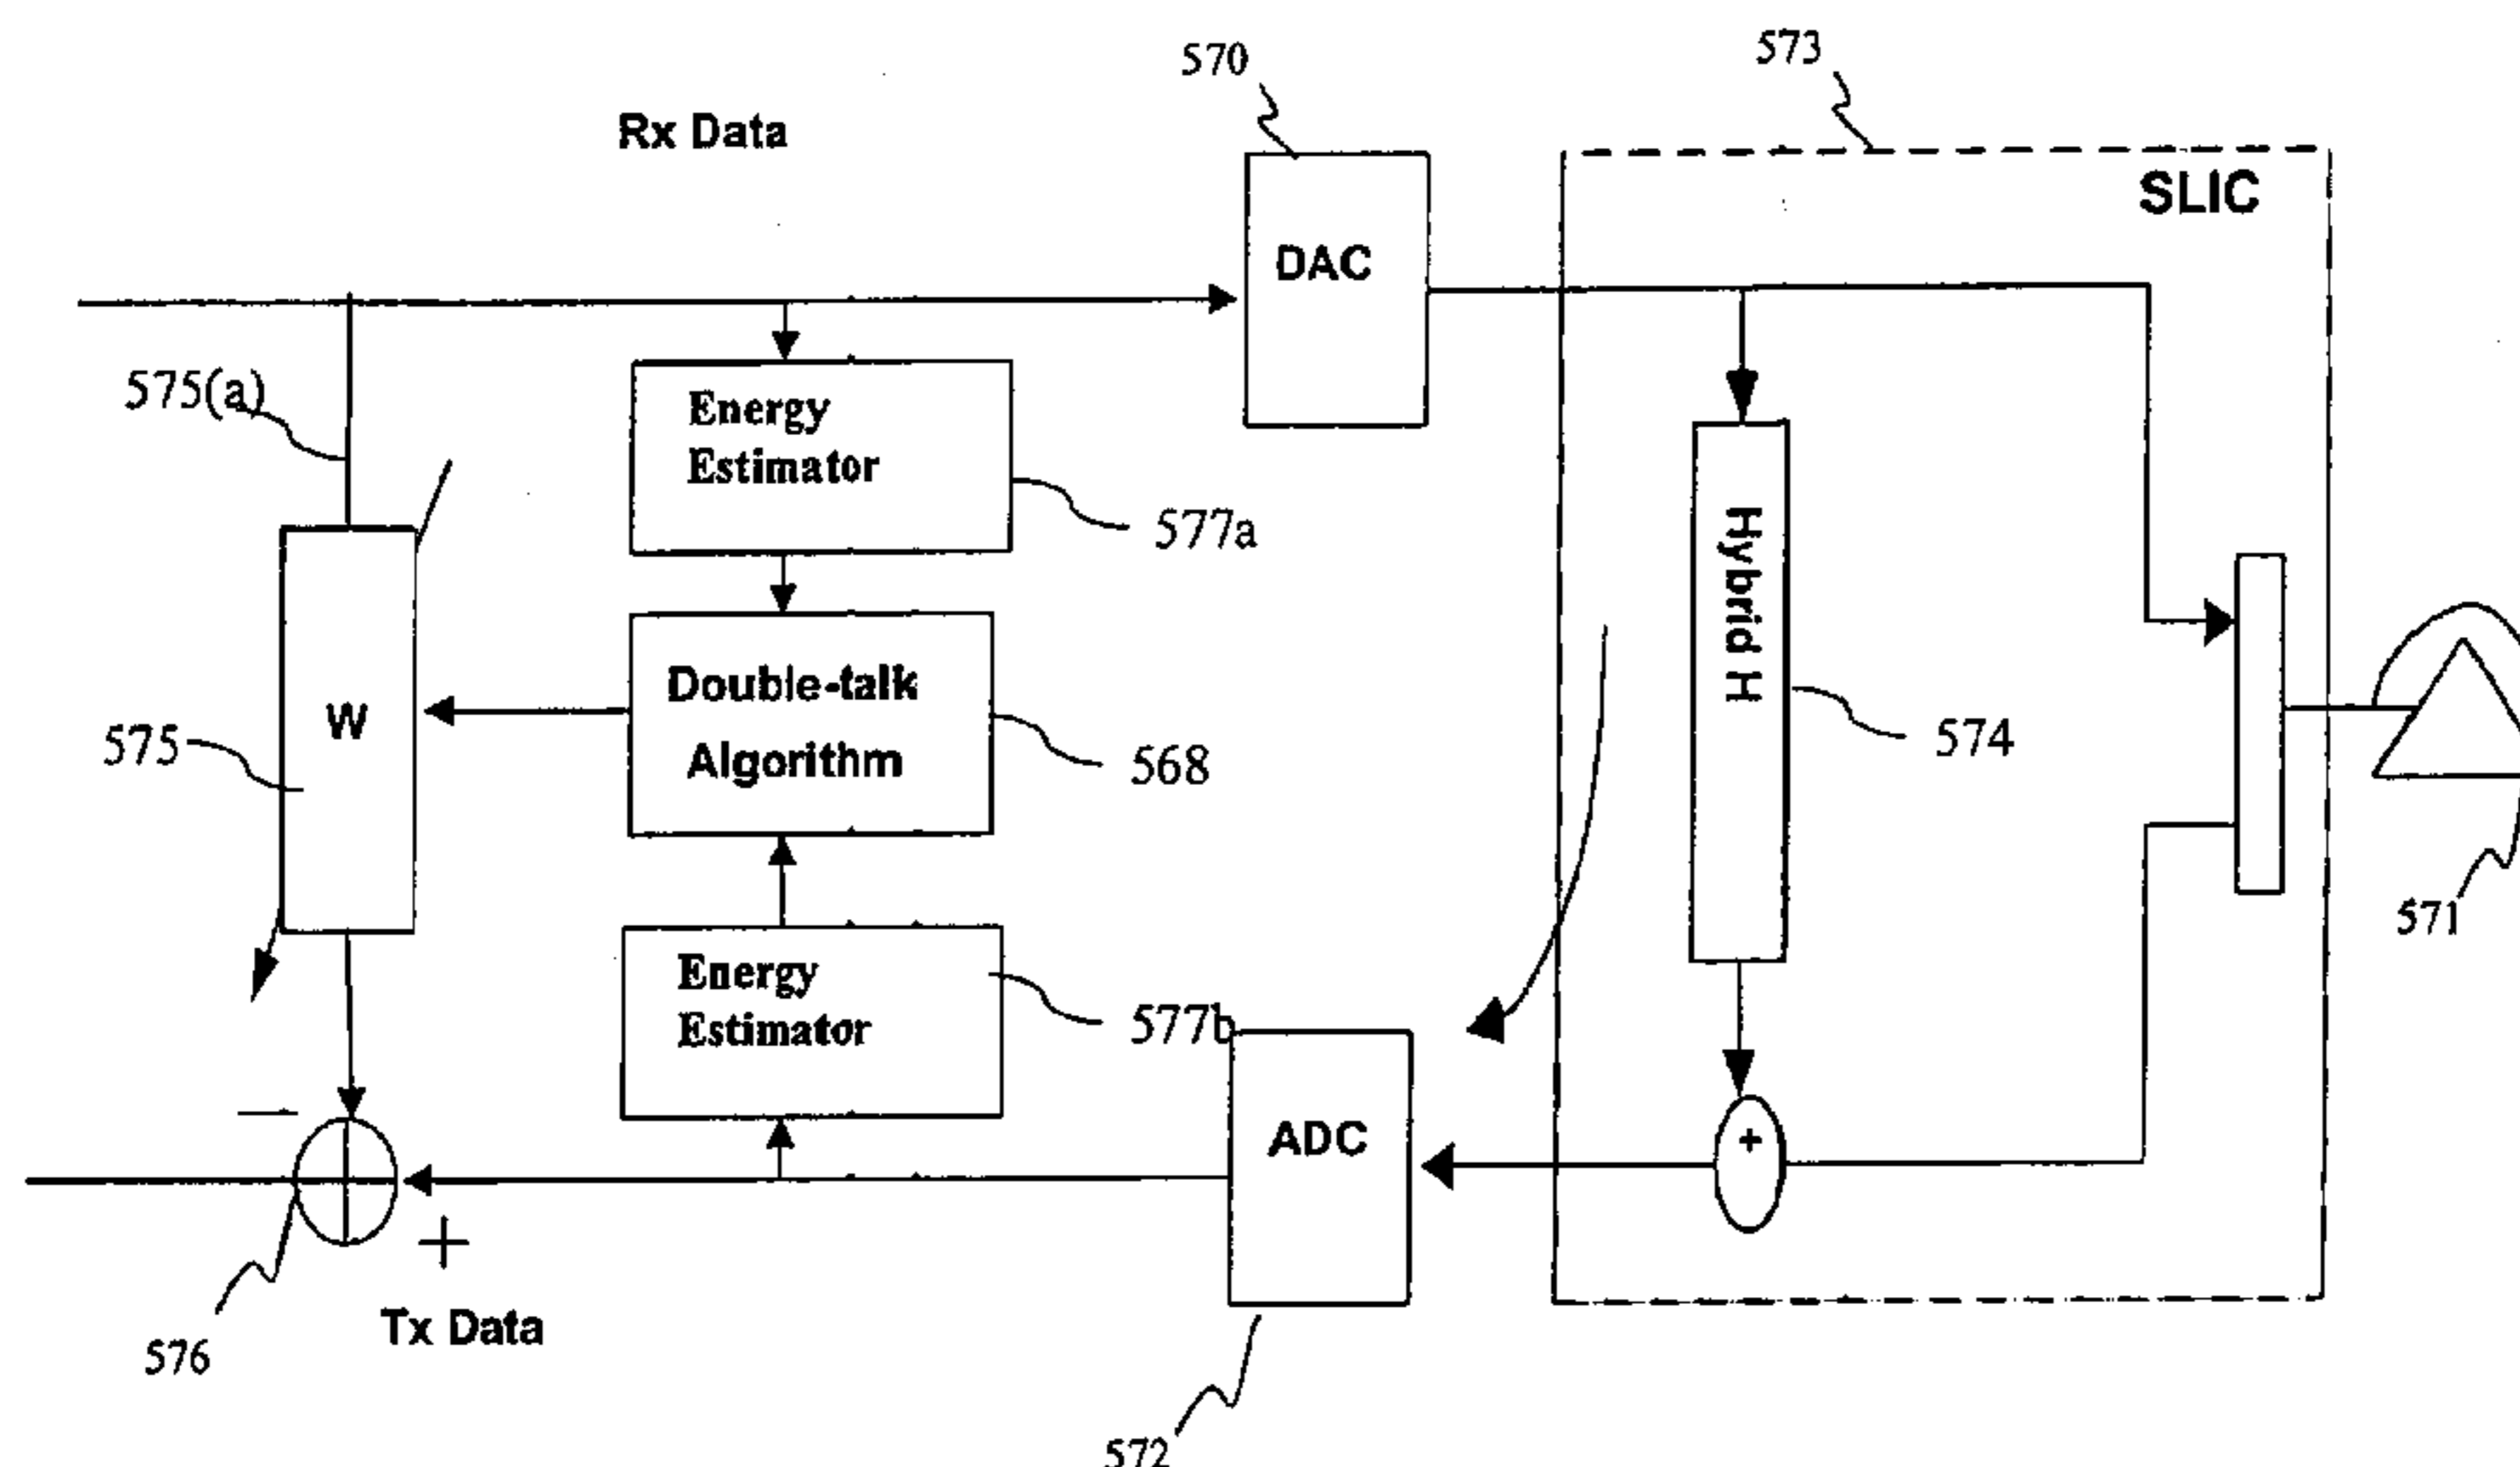 570
573
Rx Data
SLIC
DAC
575(a)
Energy
Estimator
577a
Hybrid H
W
Double-talk
Algorithm
575
568
574
571
Energy
Estimator
577b
ADC
+
−
+
Tx Data
576
572